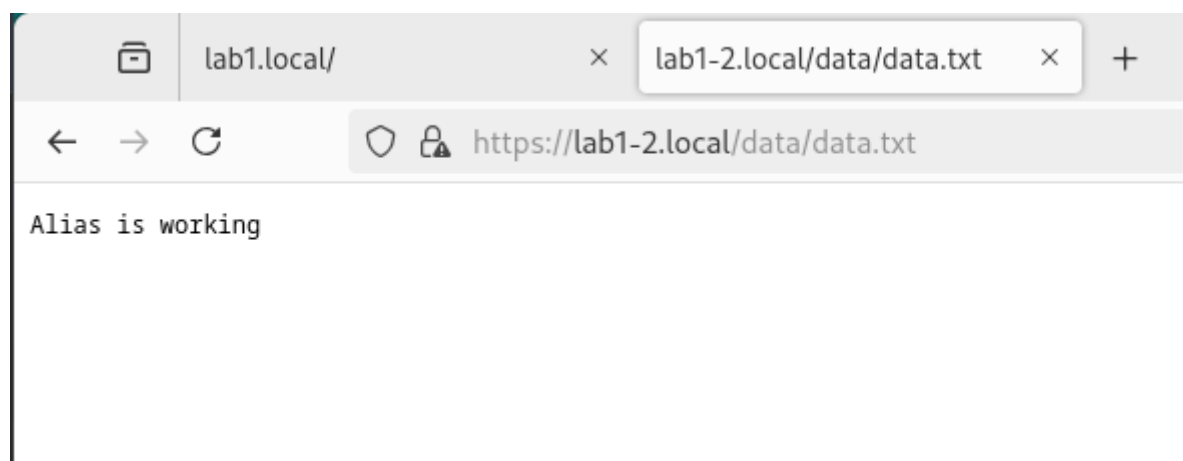 lab1.local/
lab1-2.local/data/data.txt
https://lab1-2.local/data/data.txt
Alias is working